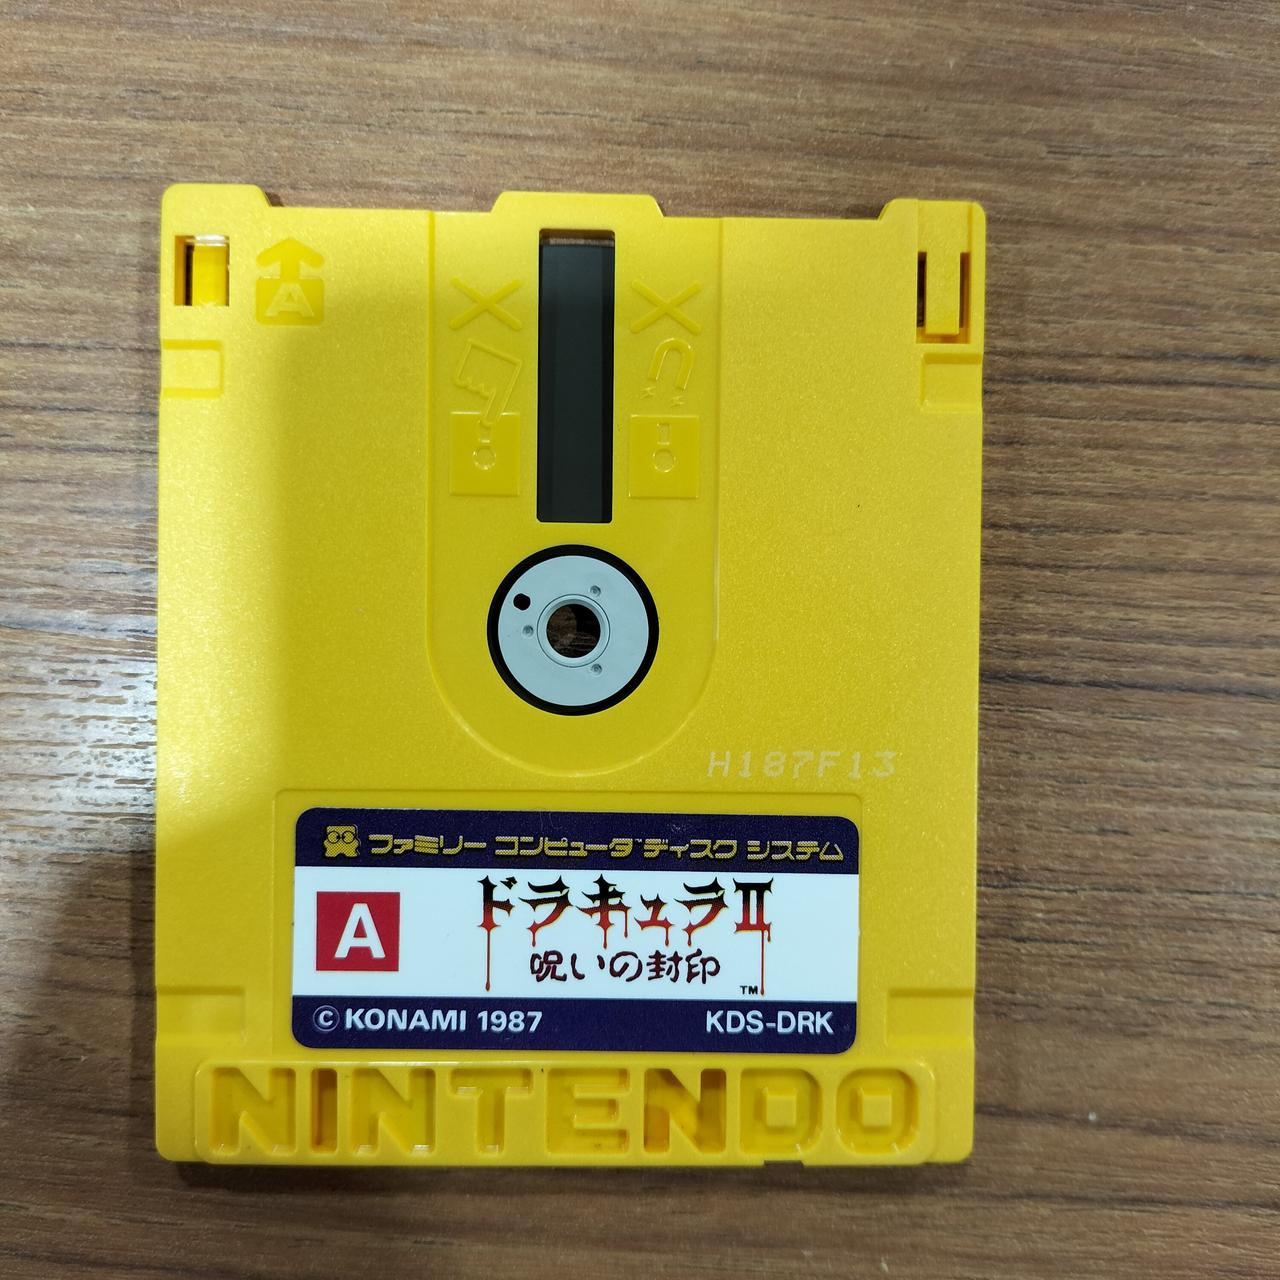 A
H187F13
ファミリー コンピュータ™ ディスク システム
A
ドラキュラⅡ
呪いの封印
™
© KONAMI 1987 KDS-DRK
NINTENDO